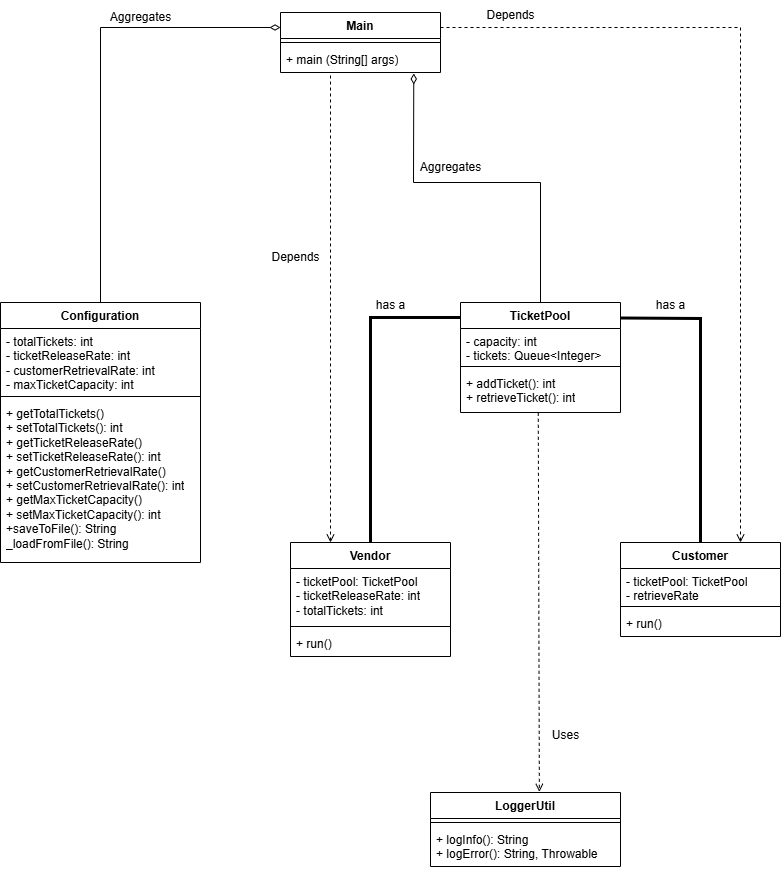 Aggregates
Main
Depends
+ main (String[] args)
Aggregates
Depends
has a
has a
Configuration
- totalTickets: int
- ticketReleaseRate: int
- customerRetrievalRate: int
- maxTicketCapacity: int
+ getTotalTickets()
+ setTotalTickets(): int
+ getTicketReleaseRate()
+ setTicketReleaseRate(): int
+ getCustomerRetrievalRate()
+ setCustomerRetrievalRate(): int
+ getMaxTicketCapacity()
+ setMaxTicketCapacity(): int
+saveToFile(): String
_loadFromFile(): String
TicketPool
- capacity: int
- tickets: Queue<Integer>
+ addTicket(): int
+ retrieveTicket(): int
Vendor
- ticketPool: TicketPool
- ticketReleaseRate: int
- totalTickets: int
+ run()
Customer
- ticketPool: TicketPool
- retrieveRate
+ run()
Uses
LoggerUtil
+ logInfo(): String
+ logError(): String, Throwable